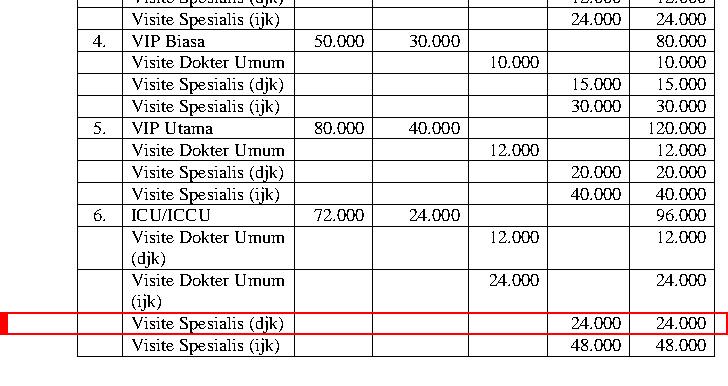 Visite Spesialis (ijk) 24.000 24.000
4. VIP Biasa 50.000 30.000 80.000
Visite Dokter Umum 10.000 10.000
Visite Spesialis (djk) 15.000 15.000
Visite Spesialis (ijk) 30.000 30.000
5. VIP Utama 80.000 40.000 120.000
Visite Dokter Umum 12.000 12.000
Visite Spesialis (djk) 20.000 20.000
Visite Spesialis (ijk) 40.000 40.000
6. ICU/ICCU 72.000 24.000 96.000
Visite Dokter Umum 12.000 12.000
(djk)
Visite Dokter Umum 24.000 24.000
(ijk)
Visite Spesialis (djk) 24.000 24.000
Visite Spesialis (ijk) 48.000 48.000